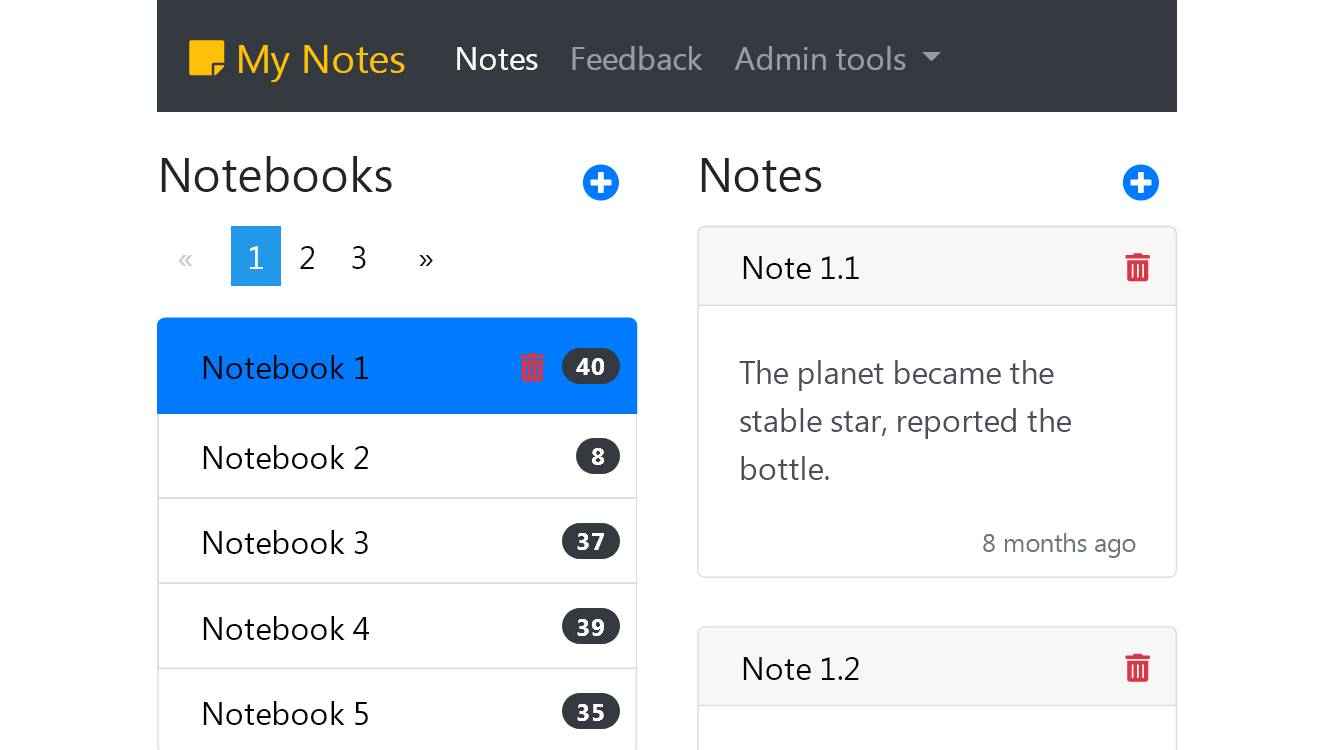 My Notes Notes Feedback Admin tools
Notebooks
« 1 2 3 »
Notebook 1 40
Notebook 2 8
Notebook 3 37
Notebook 4 39
Notebook 5 35
Notes
Note 1.1
The planet became the
stable star, reported the
bottle.
8 months ago
Note 1.2